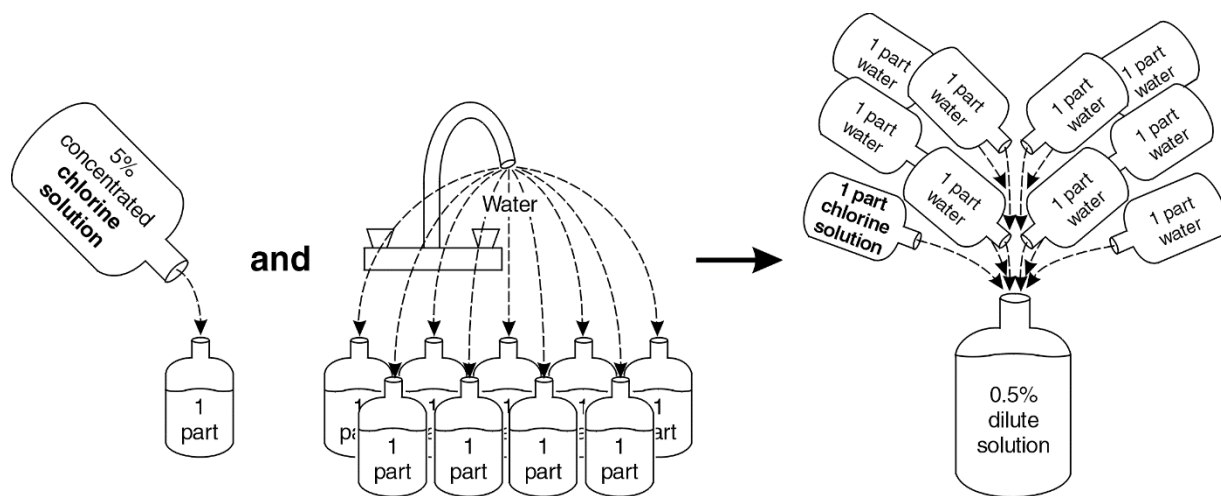 5%
concentrated
chlorine
solution
1
part
and
Water
1
1
1
part
1
part
1
part
1
part
1 part
water
1 part
water
1 part
water
1 part
water
1 part
water
1 part
water
1 part
water
1 part
water
1 part
chlorine
solution
1 part
water
0.5%
dilute
solution